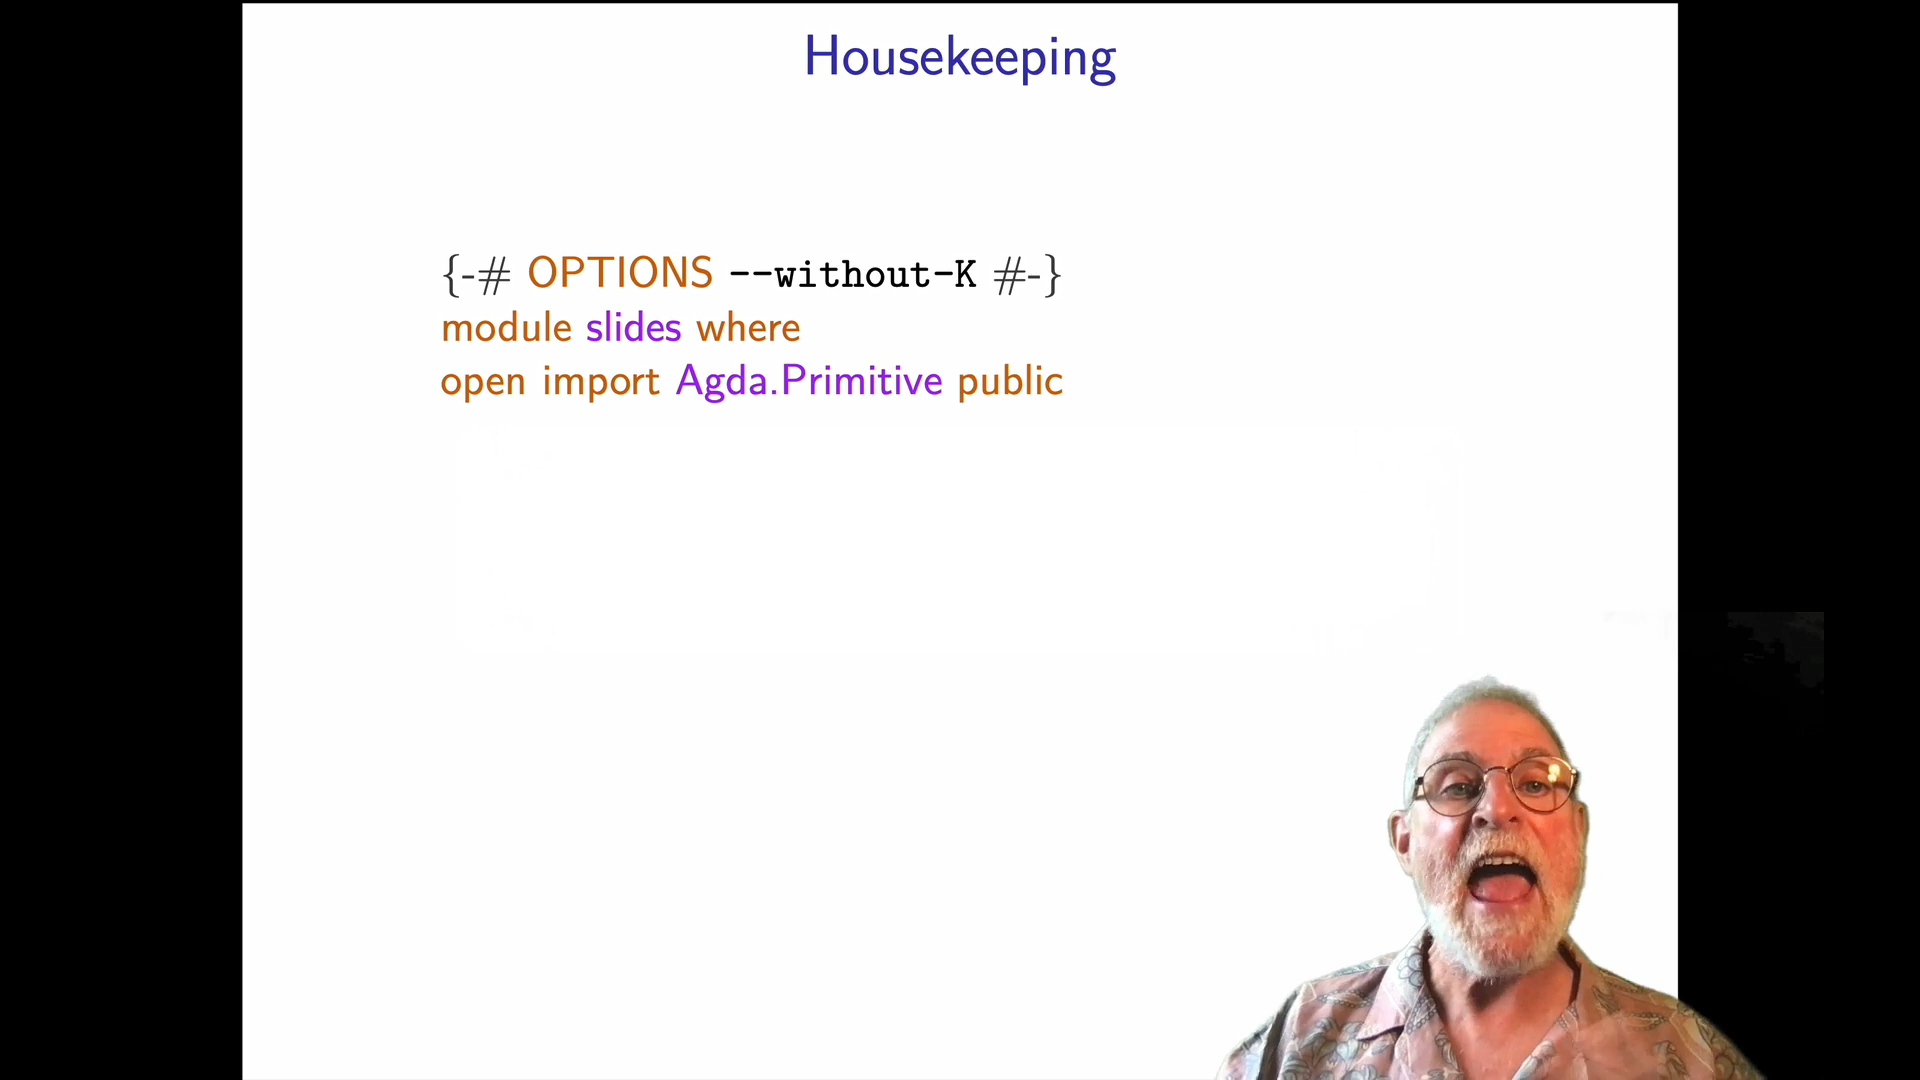 Housekeeping
{-# OPTIONS --without-K #-}
module slides where
open import Agda.Primitive public